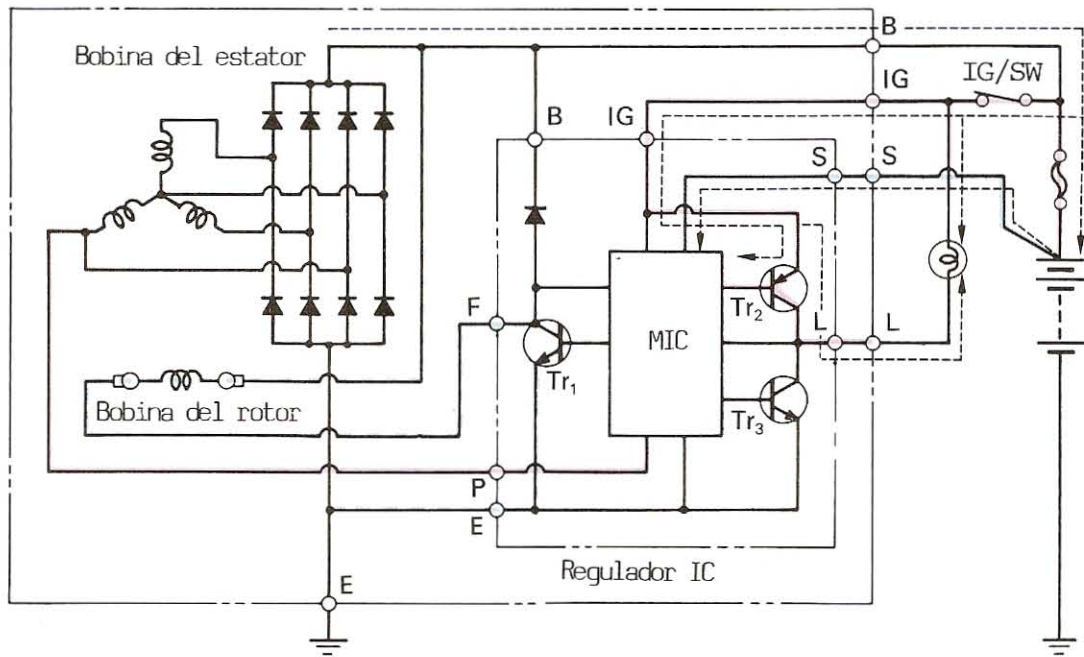 B
Bobina del estator
IG/SW
IG
B
IG
S
S
F
Tr₂
MIC
L
L
Tr₁
Bobina del rotor
Tr₃
P
E
Regulador IC
E